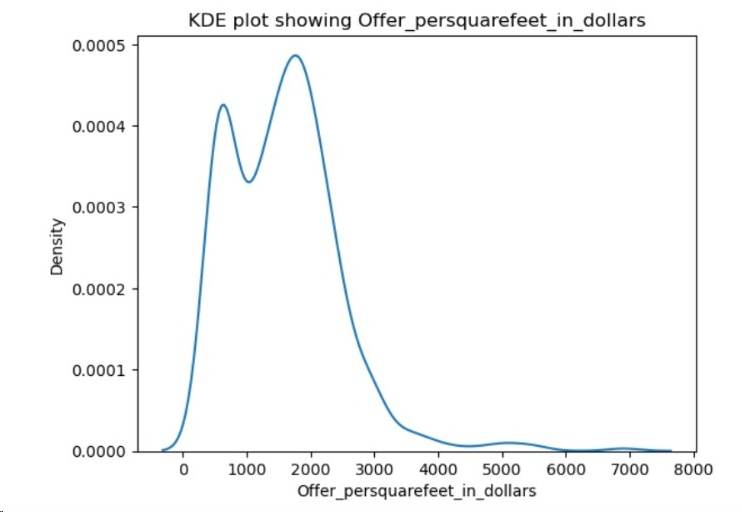 KDE plot showing Offer_persquarefeet_in_dollars
0.0005
0.0004
0.0003
0.0002
0.0001
0.0000
Density
0 1000 2000 3000 4000 5000 6000 7000 8000
Offer_persquarefeet_in_dollars